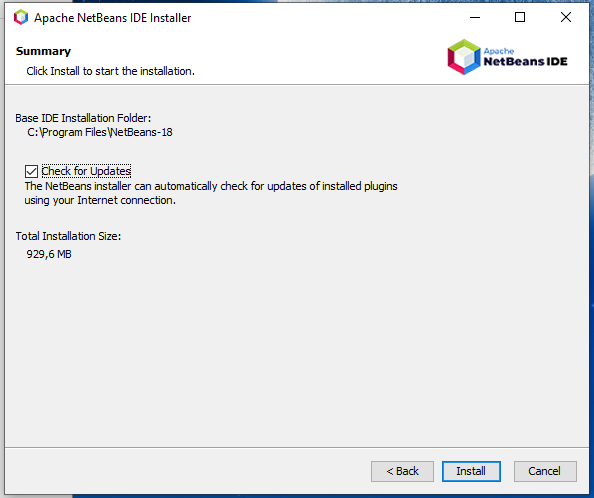 Apache NetBeans IDE Installer
Summary
Click Install to start the installation.
Apache
NetBeans IDE
Base IDE Installation Folder:
C:\Program Files\NetBeans-18
Check for Updates
The NetBeans installer can automatically check for updates of installed plugins
using your Internet connection.
Total Installation Size:
929,6 MB
< Back
Install
Cancel